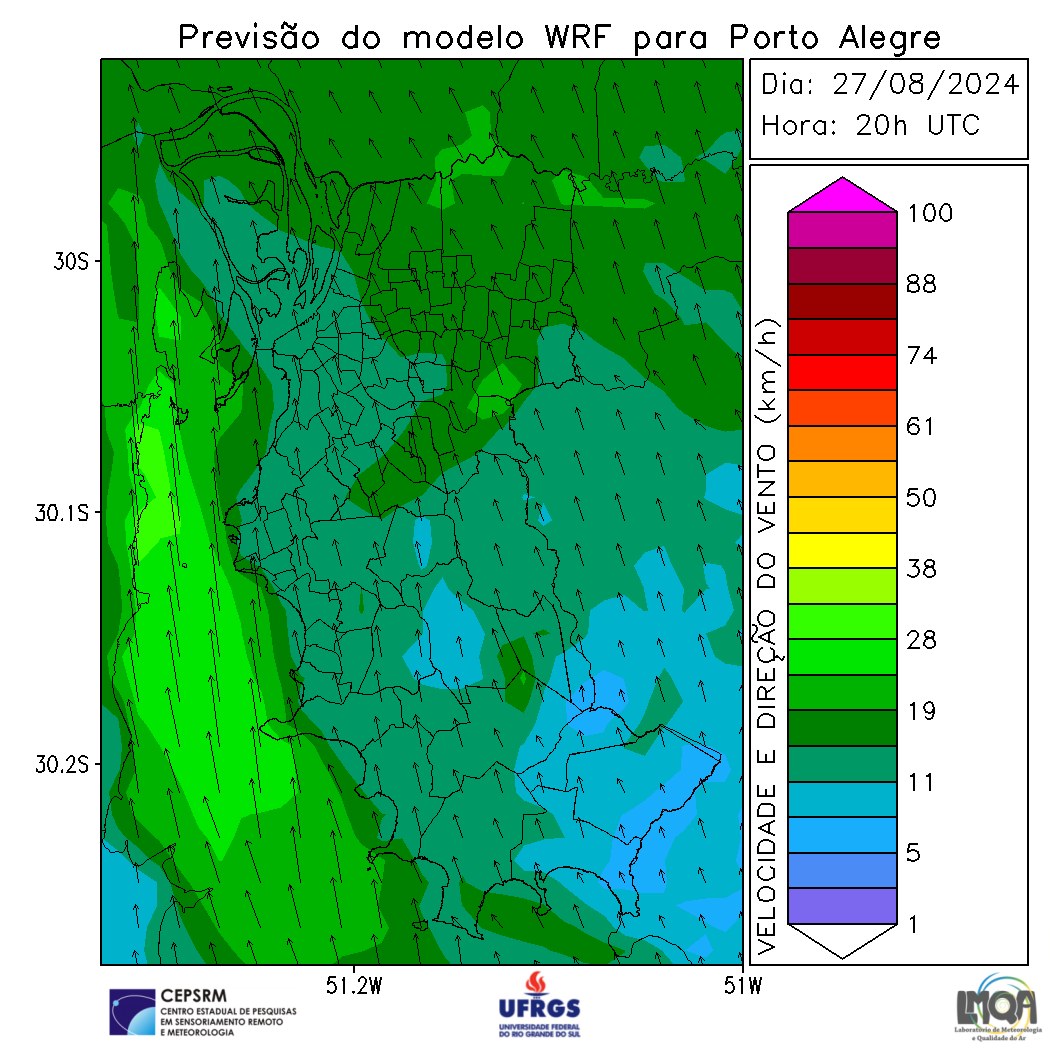 Previsão do modelo WRF para Porto Alegre
Dia: 27/08/2024
Hora: 20h UTC
30S
30.1S
30.2S
51.2W
51W
VELOCIDADE E DIREÇÃO DO VENTO (km/h)
100
88
74
61
50
38
28
19
11
5
1
CEPSRM
CENTRO ESTADUAL DE PESQUISAS
EM SENSORIAMENTO REMOTO
E METEOROLOGIA
UFRGS
UNIVERSIDADE FEDERAL
DO RIO GRANDE DO SUL
LMQA
Laboratório de Meteorologia
e Qualidade do Ar